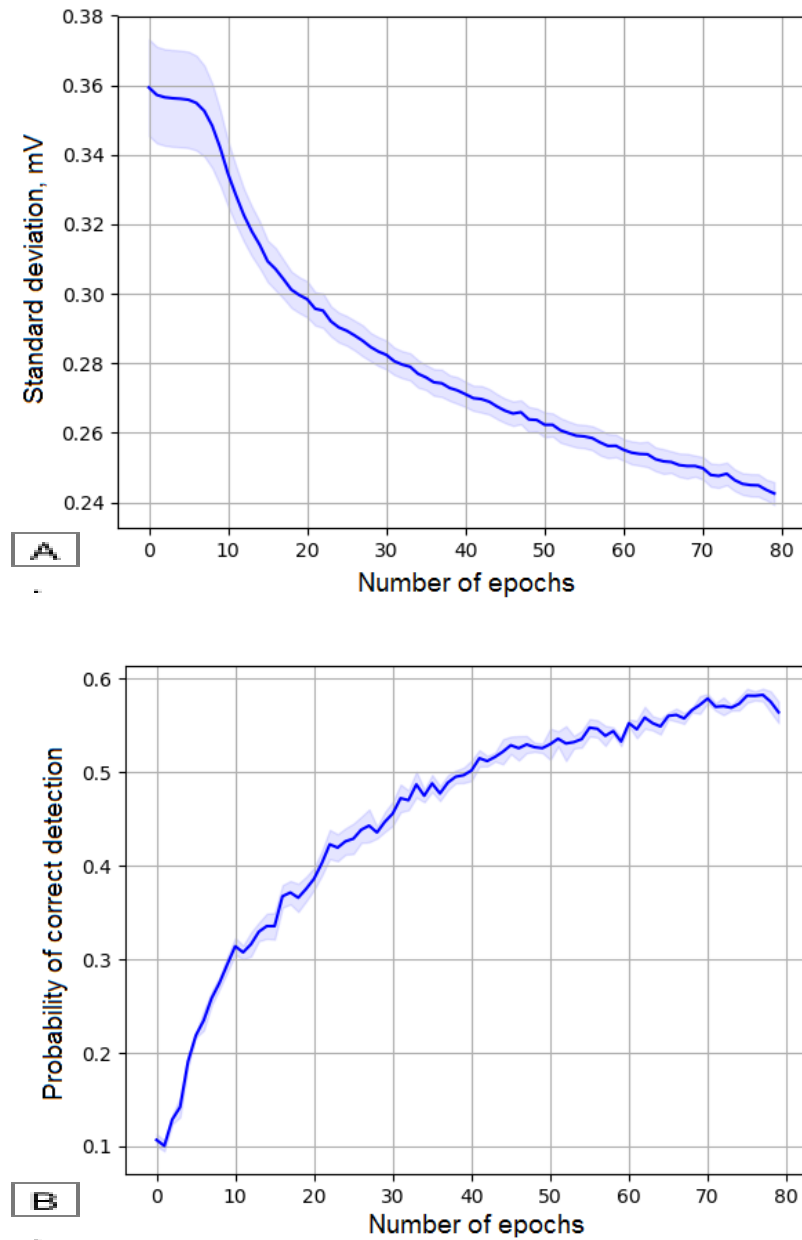 0.38
0.36
0.34
0.32
0.30
0.28
0.26
0.24
Standard deviation, mV
0 10 20 30 40 50 60 70 80
A
Number of epochs
0.6
0.5
0.4
0.3
0.2
0.1
Probability of correct detection
0 10 20 30 40 50 60 70 80
B
Number of epochs